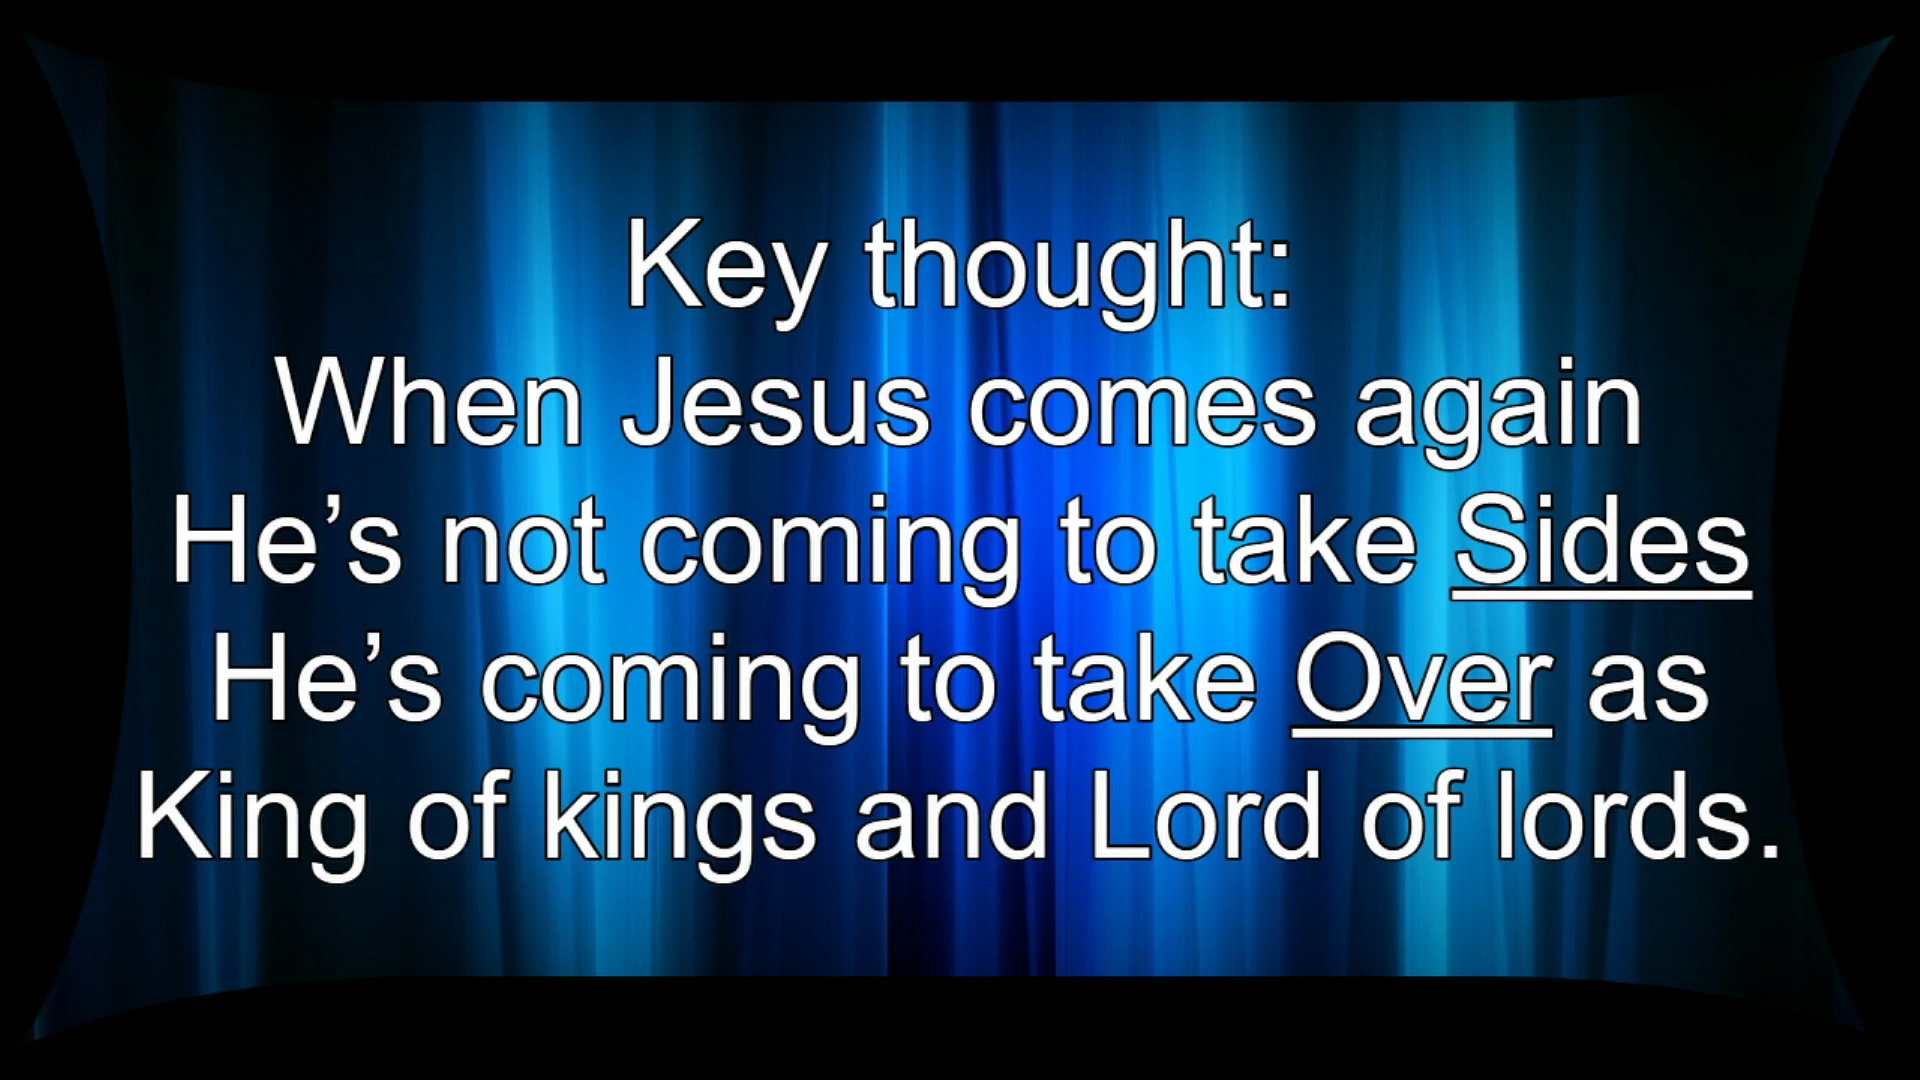 Key thought:
When Jesus comes again
He’s not coming to take Sides
He’s coming to take Over as
King of kings and Lord of lords.